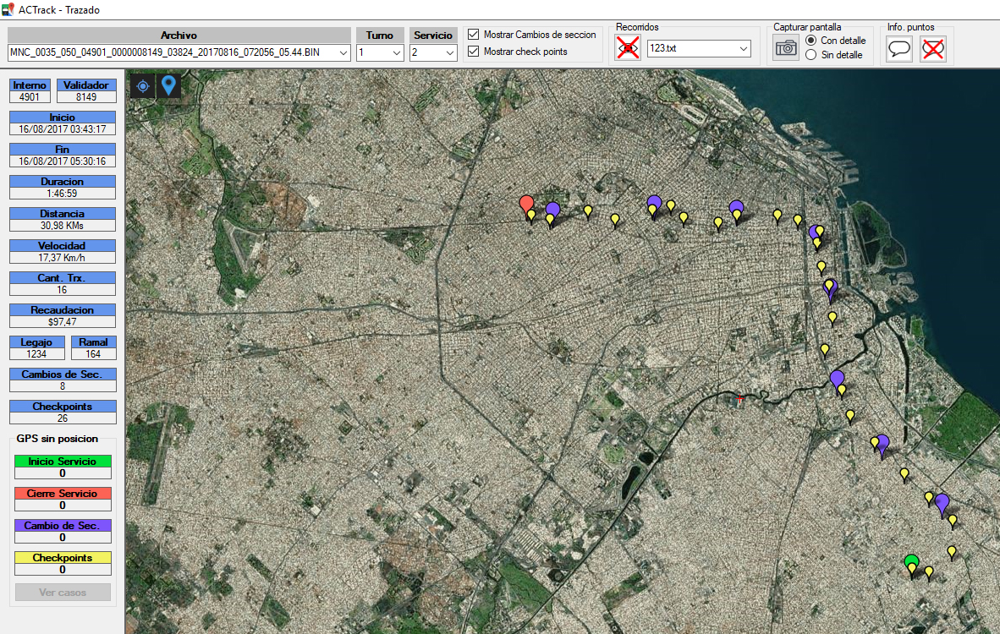 ACTrack - Trazado
Archivo
MNC_0035_050_04901_0000008149_03824_20170816_072056_05.44.BIN
Turno
1
Servicio
2
Mostrar Cambios de seccion
Mostrar check points
Recorridos
123.txt
Capturar pantalla
Con detalle
Sin detalle
Info. puntos
Interno Validador
4901 8149
Inicio
16/08/2017 03:43:17
Fin
16/08/2017 05:30:16
Duracion
1:46:59
Distancia
30,98 KMs
Velocidad
17,37 Km/h
Cant. Trx.
16
Recaudacion
$97,47
Legajo Ramal
1234 164
Cambios de Sec.
8
Checkpoints
26
GPS sin posicion
Inicio Servicio
0
Cierre Servicio
0
Cambio de Sec.
0
Checkpoints
0
Ver casos